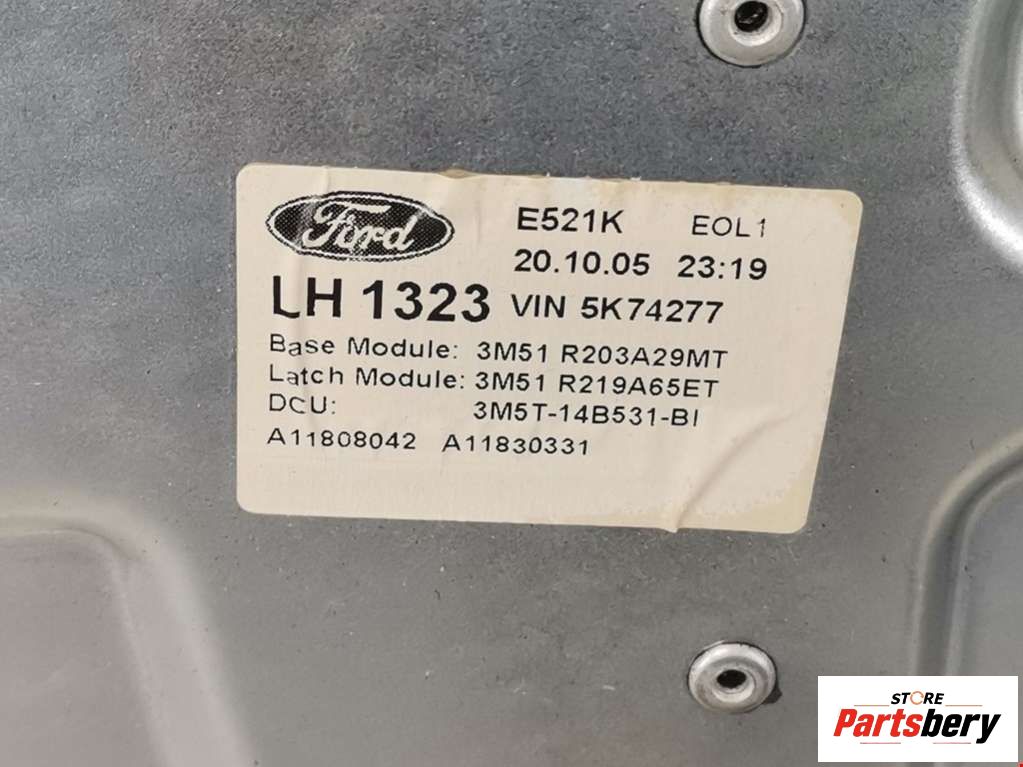 Ford
E521K EOL1
20.10.05 23:19
LH 1323 VIN 5K74277
Base Module: 3M51 R203A29MT
Latch Module: 3M51 R219A65ET
DCU: 3M5T-14B531-BI
A11808042 A11830331
STORE
Partsbery